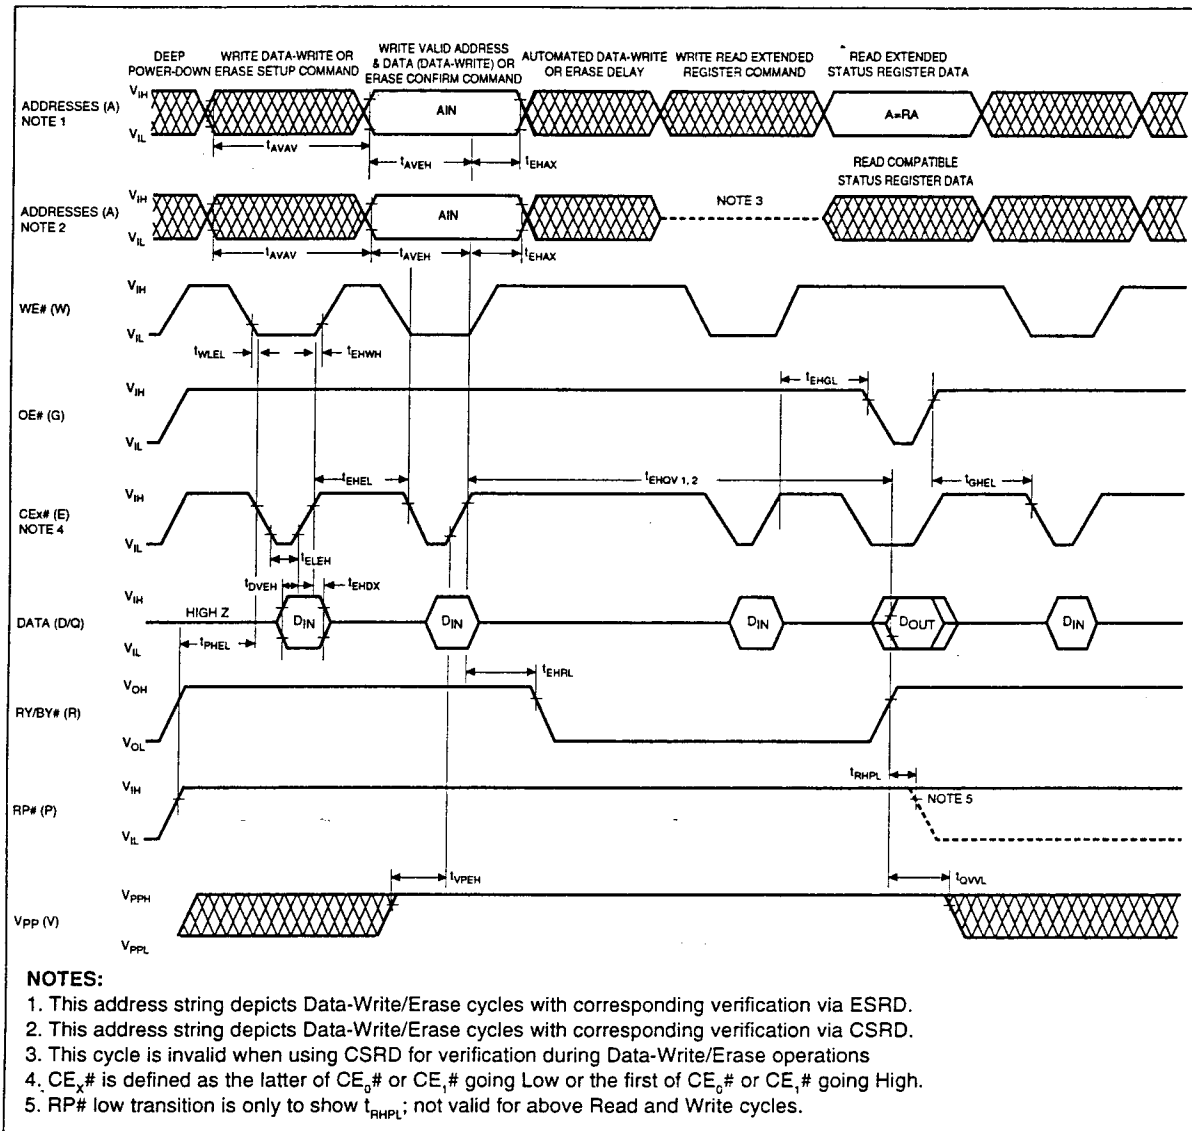 DEEP
POWER-DOWN
WRITE DATA-WRITE OR
ERASE SETUP COMMAND
WRITE VALID ADDRESS
& DATA (DATA-WRITE) OR
ERASE CONFIRM COMMAND
AUTOMATED DATA-WRITE
OR ERASE DELAY
WRITE READ EXTENDED
REGISTER COMMAND
READ EXTENDED
STATUS REGISTER DATA
ADDRESSES (A)
NOTE 1
VIH
VIL
AIN
A=RA
tAVAV
tAVEH
tEHAX
READ COMPATIBLE
STATUS REGISTER DATA
ADDRESSES (A)
NOTE 2
VIH
VIL
AIN
NOTE 3
tAVAV
tAVEH
tEHAX
WE# (W)
VIH
VIL
tWLEL
tEHWH
OE# (G)
VIH
VIL
tEHGL
CEx# (E)
NOTE 4
VIH
VIL
tEHEL
tEHQV 1, 2
tGHEL
tELEH
DATA (D/Q)
VIH
VIL
HIGH Z
tDVEH
tEHDX
DIN
DIN
DIN
DOUT
DIN
tPHEL
tEHRL
RY/BY# (R)
VOH
VOL
RP# (P)
VIH
VIL
tRHPL
NOTE 5
VPP (V)
VPPH
VPPL
tVPEH
tQVVL
NOTES:
1. This address string depicts Data-Write/Erase cycles with corresponding verification via ESRD.
2. This address string depicts Data-Write/Erase cycles with corresponding verification via CSRD.
3. This cycle is invalid when using CSRD for verification during Data-Write/Erase operations
4. CEx# is defined as the latter of CE0# or CE1# going Low or the first of CE0# or CE1# going High.
5. RP# low transition is only to show tRHPL; not valid for above Read and Write cycles.